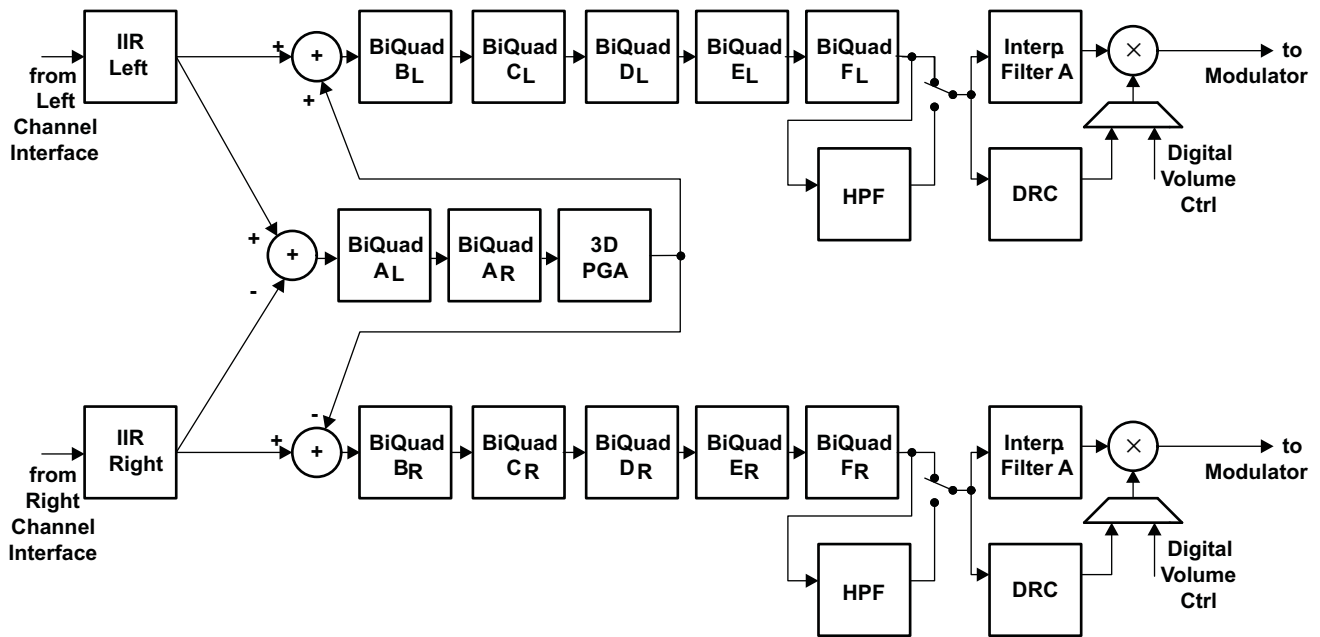 IIR
Left
from
Left
Channel
Interface
+
+
+
BiQuad
BL
BiQuad
CL
BiQuad
DL
BiQuad
EL
BiQuad
FL
HPF
Interp.
Filter A
DRC
×
to
Modulator
Digital
Volume
Ctrl
+
-
+
BiQuad
AL
BiQuad
AR
3D
PGA
IIR
Right
from
Right
Channel
Interface
+
-
+
BiQuad
BR
BiQuad
CR
BiQuad
DR
BiQuad
ER
BiQuad
FR
HPF
Interp.
Filter A
DRC
×
to
Modulator
Digital
Volume
Ctrl